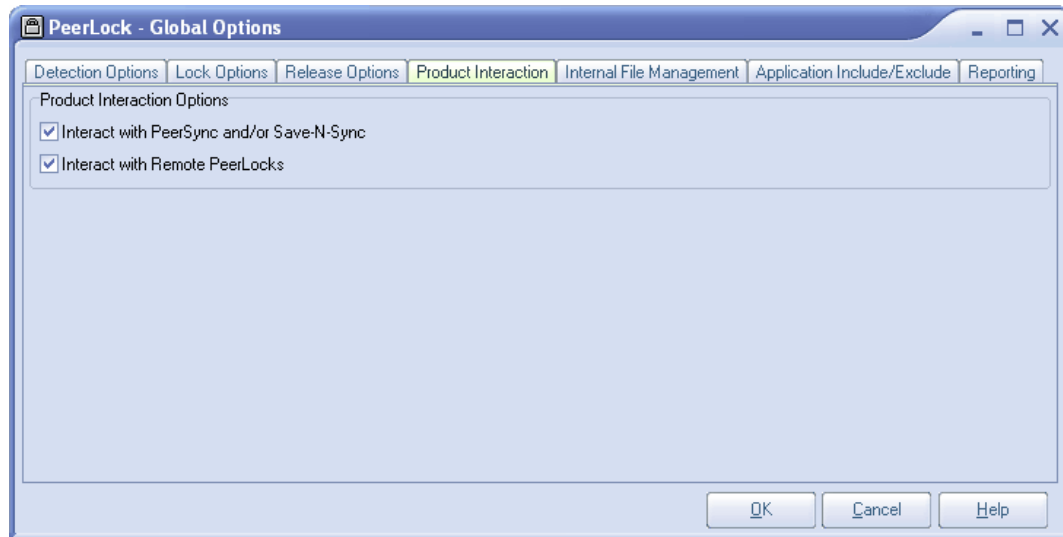 PeerLock - Global Options
Detection Options Lock Options Release Options Product Interaction Internal File Management Application Include/Exclude Reporting
Product Interaction Options
Interact with PeerSync and/or Save-N-Sync
Interact with Remote PeerLocks
OK Cancel Help